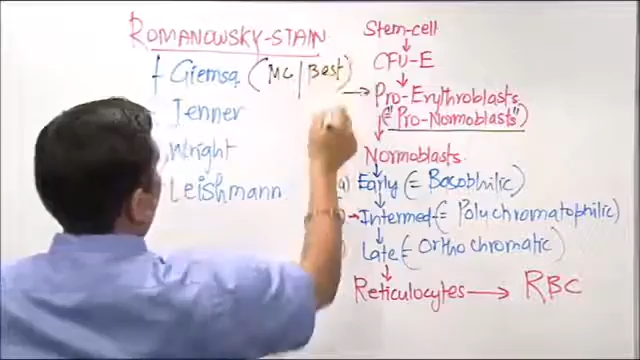 ROMANOWSKY-STAIN
Giemsa (MC/Best)
Jenner
Wright
Leishmann
Stem-cell
CFU-E
Pro-Erythroblasts
(="Pro-Normoblasts")
Normoblasts
a) Early (= Basophilic)
Intermed (= Polychromatophilic)
Late (= Orthochromatic)
Reticulocytes → RBC